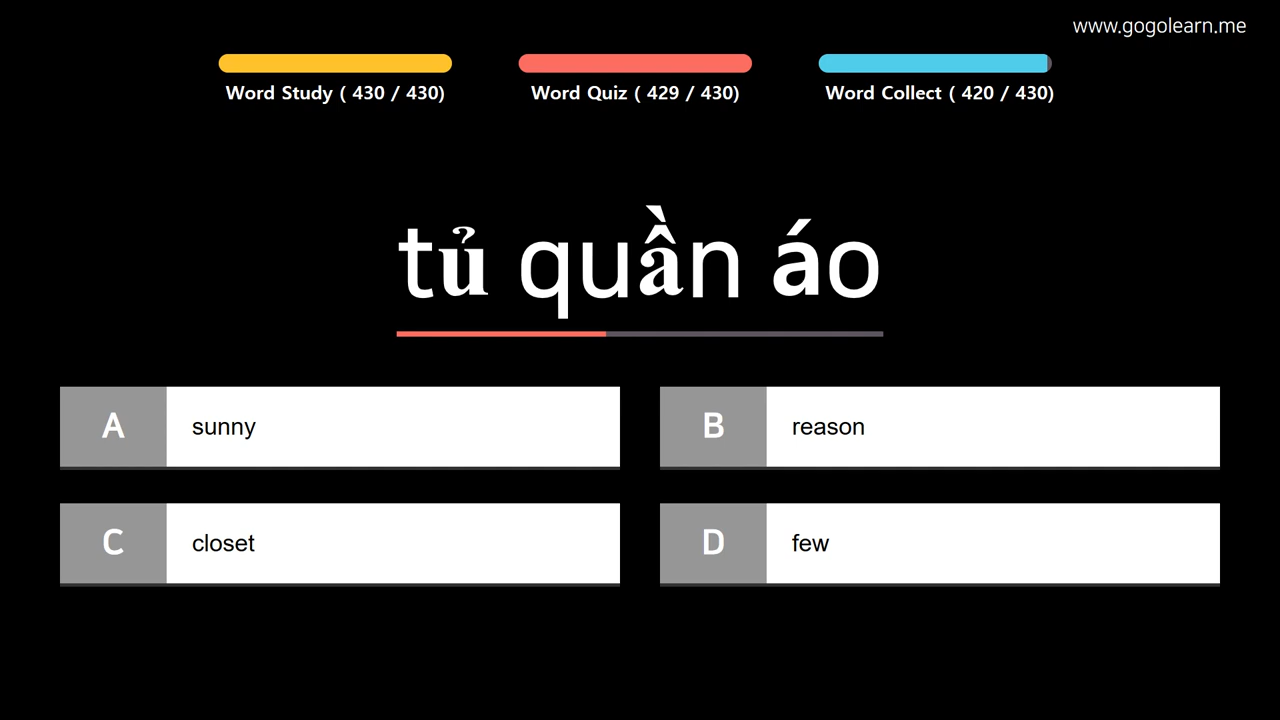 www.gogolearn.me
Word Study ( 430 / 430)
Word Quiz ( 429 / 430)
Word Collect ( 420 / 430)
tủ quần áo
A sunny
B reason
C closet
D few